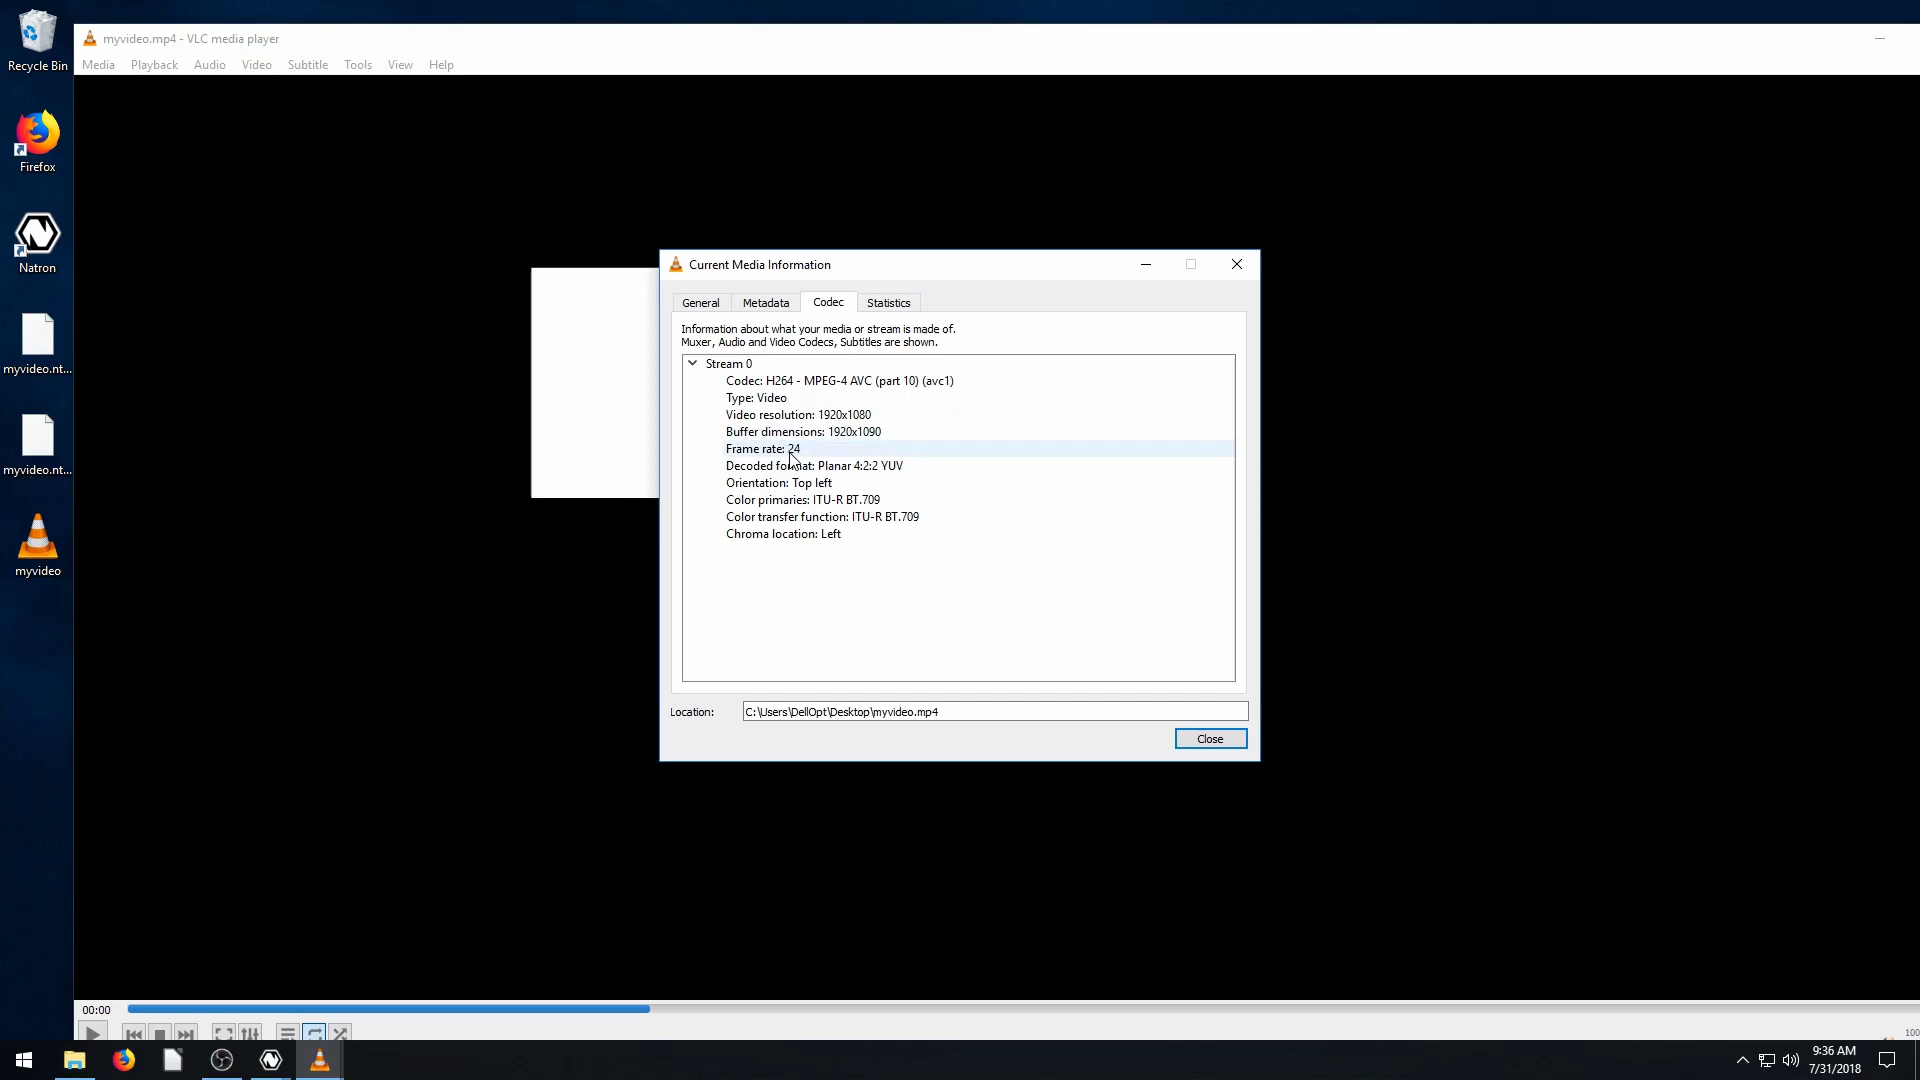 Recycle Bin
Firefox
Natron
myvideo.nt...
myvideo.nt...
myvideo
myvideo.mp4 - VLC media player
Media Playback Audio Video Subtitle Tools View Help
Current Media Information
General Metadata Codec Statistics
Information about what your media or stream is made of.
Muxer, Audio and Video Codecs, Subtitles are shown.
Stream 0
Codec: H264 - MPEG-4 AVC (part 10) (avc1)
Type: Video
Video resolution: 1920x1080
Buffer dimensions: 1920x1090
Frame rate: 24
Decoded format: Planar 4:2:2 YUV
Orientation: Top left
Color primaries: ITU-R BT.709
Color transfer function: ITU-R BT.709
Chroma location: Left
Location: C:\Users\DellOpt\Desktop\myvideo.mp4
Close
00:00
100
9:36 AM
7/31/2018